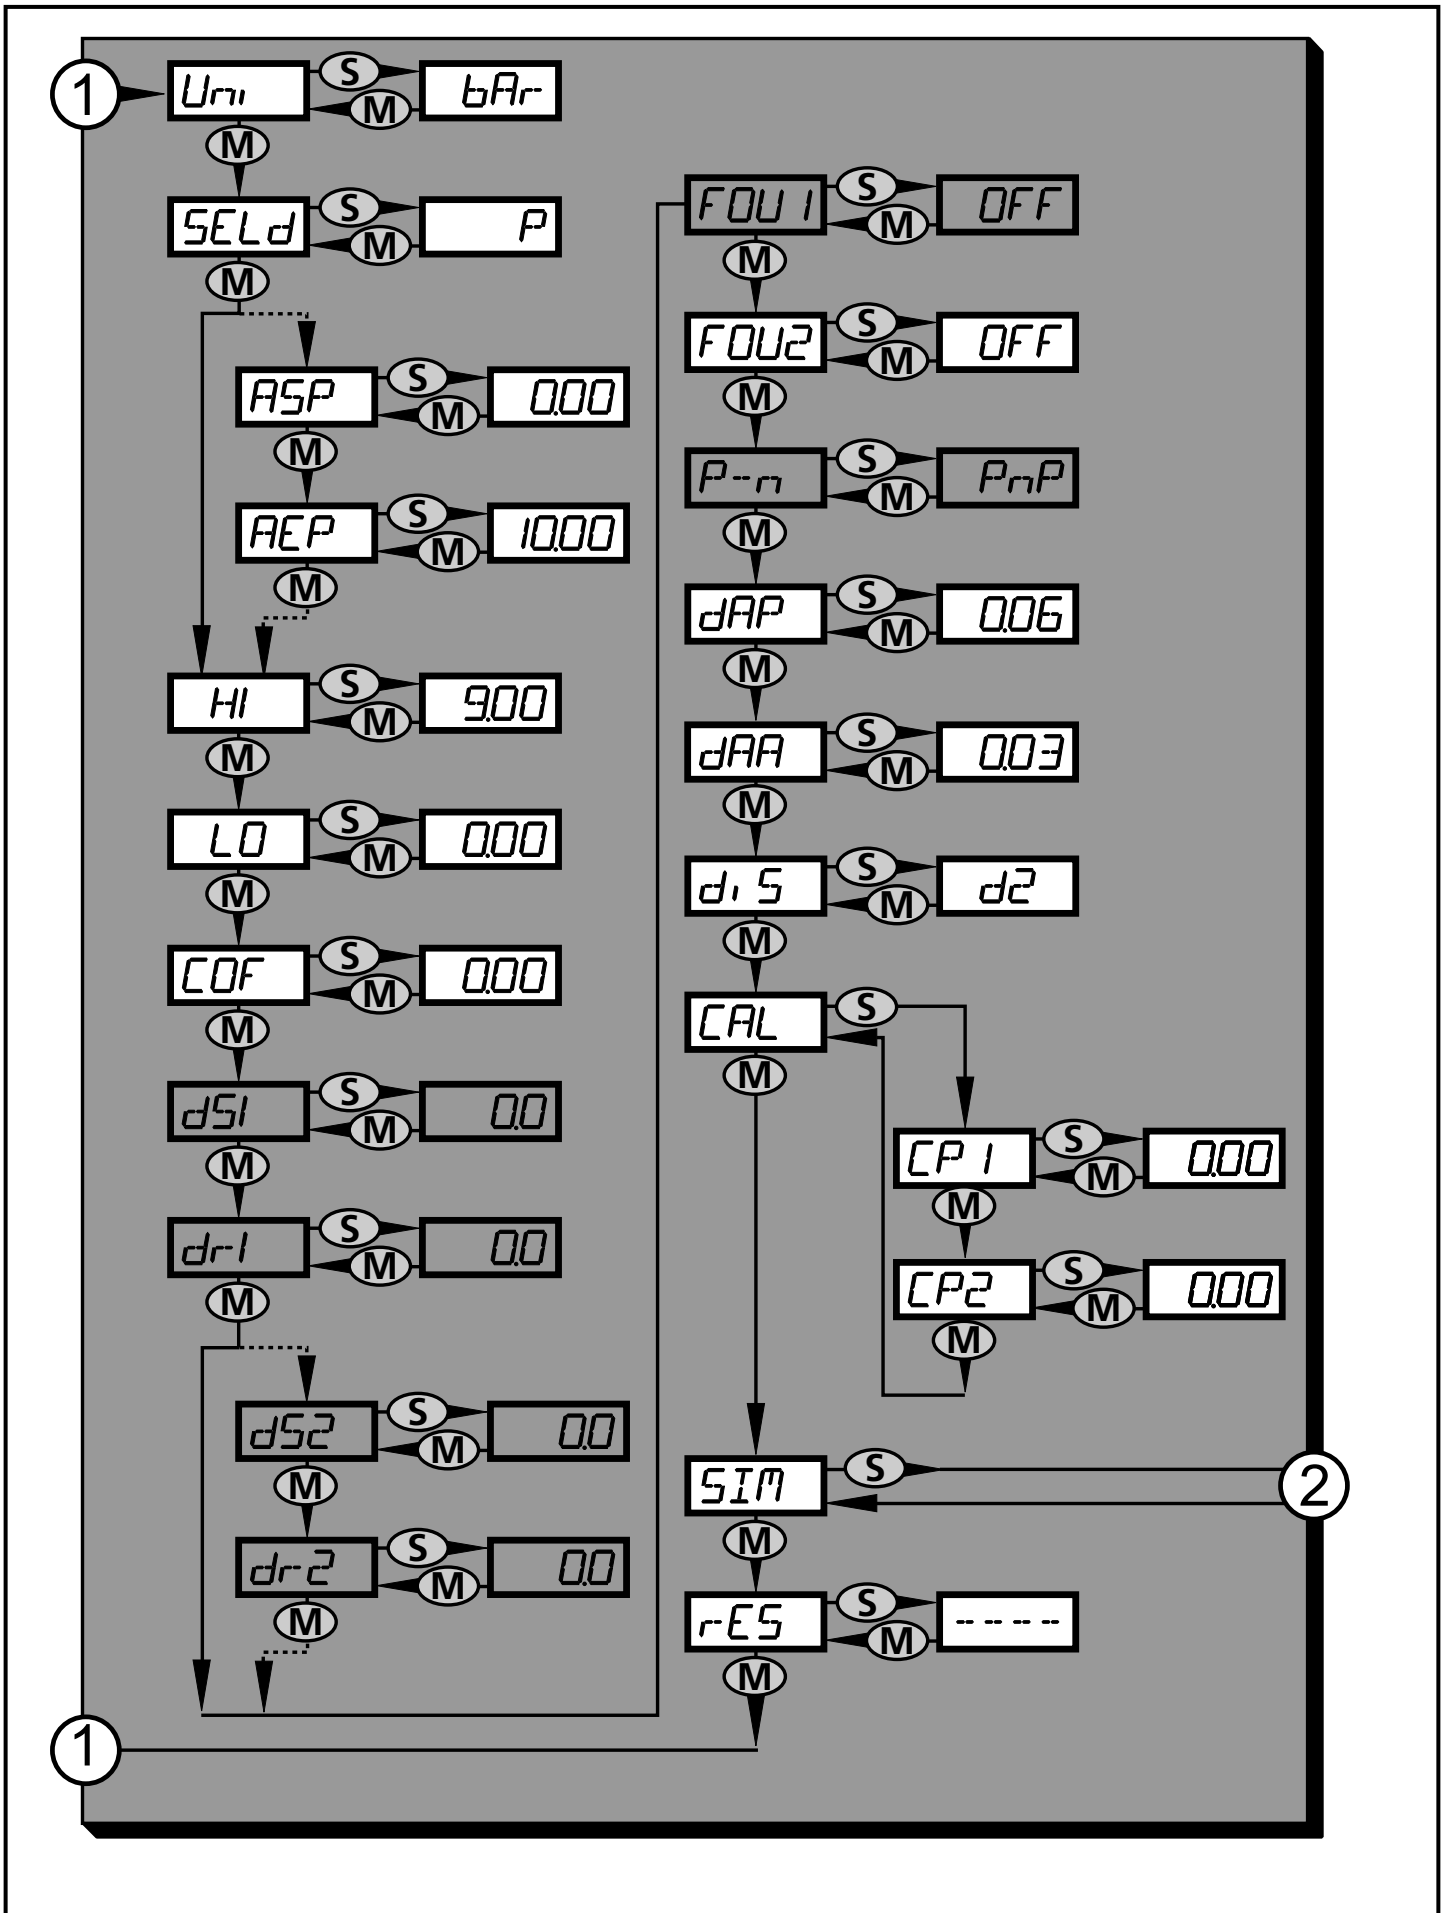 1
Uni S bAr
M
M
SELd S P
M
M
ASP S 0.00
M
M
AEP S 10.00
M
M
HI S 9.00
M
M
LO S 0.00
M
M
COF S 0.00
M
M
dS1 S 0.0
M
M
dr1 S 0.0
M
M
dS2 S 0.0
M
M
dr2 S 0.0
M
M
1
FOU1 S OFF
M
M
FOU2 S OFF
M
M
P-n S PnP
M
M
dAP S 0.06
M
M
dAA S 0.03
M
M
diS S d2
M
M
CAL S
M
CP1 S 0.00
M
M
CP2 S 0.00
M
M
SIM S
2
M
rES S ----
M
M